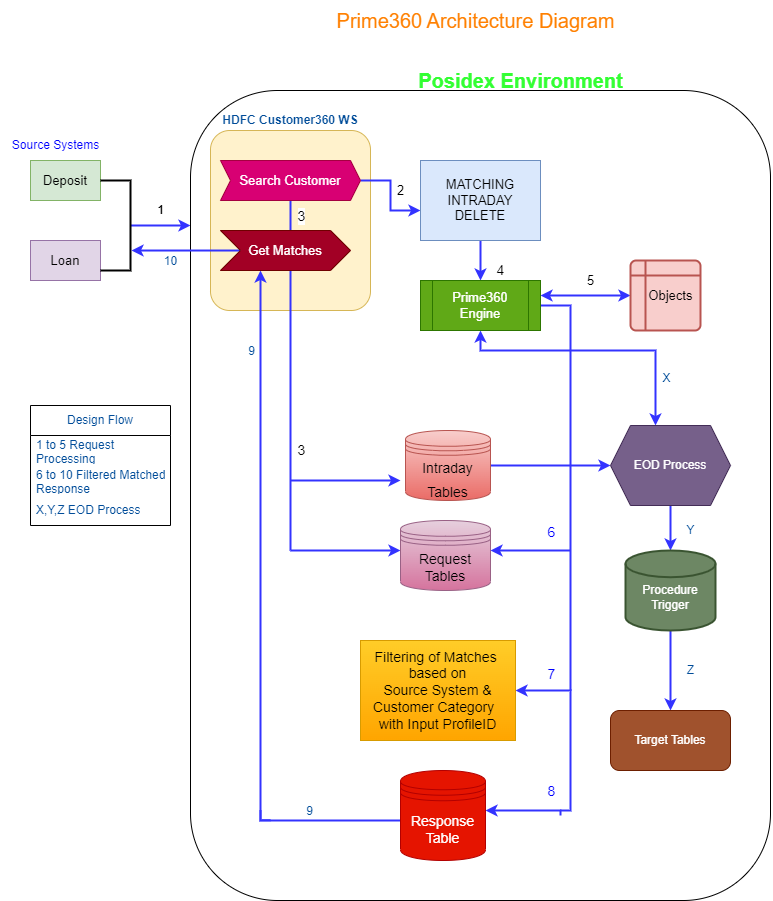 Prime360 Architecture Diagram
Posidex Environment
HDFC Customer360 WS
Source Systems
Deposit
Loan
1
10
Search Customer
3
Get Matches
2
MATCHING
INTRADAY
DELETE
4
Prime360
Engine
5
Objects
X
9
Design Flow
1 to 5 Request
Processing
6 to 10 Filtered Matched
Response
X,Y,Z EOD Process
3
Intraday
Tables
EOD Process
Request
Tables
6
Y
Procedure
Trigger
Filtering of Matches
based on
Source System &
Customer Category
with Input ProfileID
7
Z
Target Tables
8
9
Response
Table